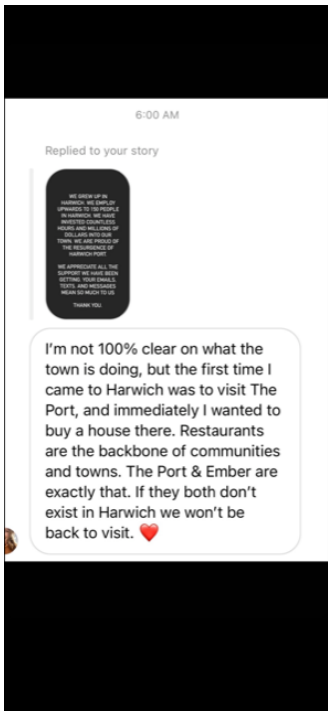 6:00 AM
Replied to your story
WE GREW UP IN
HARWICH. WE EMPLOY
UPWARDS TO 150 PEOPLE
IN HARWICH. WE HAVE
INVESTED COUNTLESS
HOURS AND MILLIONS OF
DOLLARS INTO OUR
TOWN. WE ARE PROUD OF
THE RESURGENCE OF
HARWICH PORT.
WE APPRECIATE ALL THE
SUPPORT WE HAVE BEEN
GETTING. YOUR EMAILS,
TEXTS, AND MESSAGES
MEAN SO MUCH TO US.
THANK YOU.
I’m not 100% clear on what the
town is doing, but the first time I
came to Harwich was to visit The
Port, and immediately I wanted to
buy a house there. Restaurants
are the backbone of communities
and towns. The Port & Ember are
exactly that. If they both don’t
exist in Harwich we won’t be
back to visit. ❤️